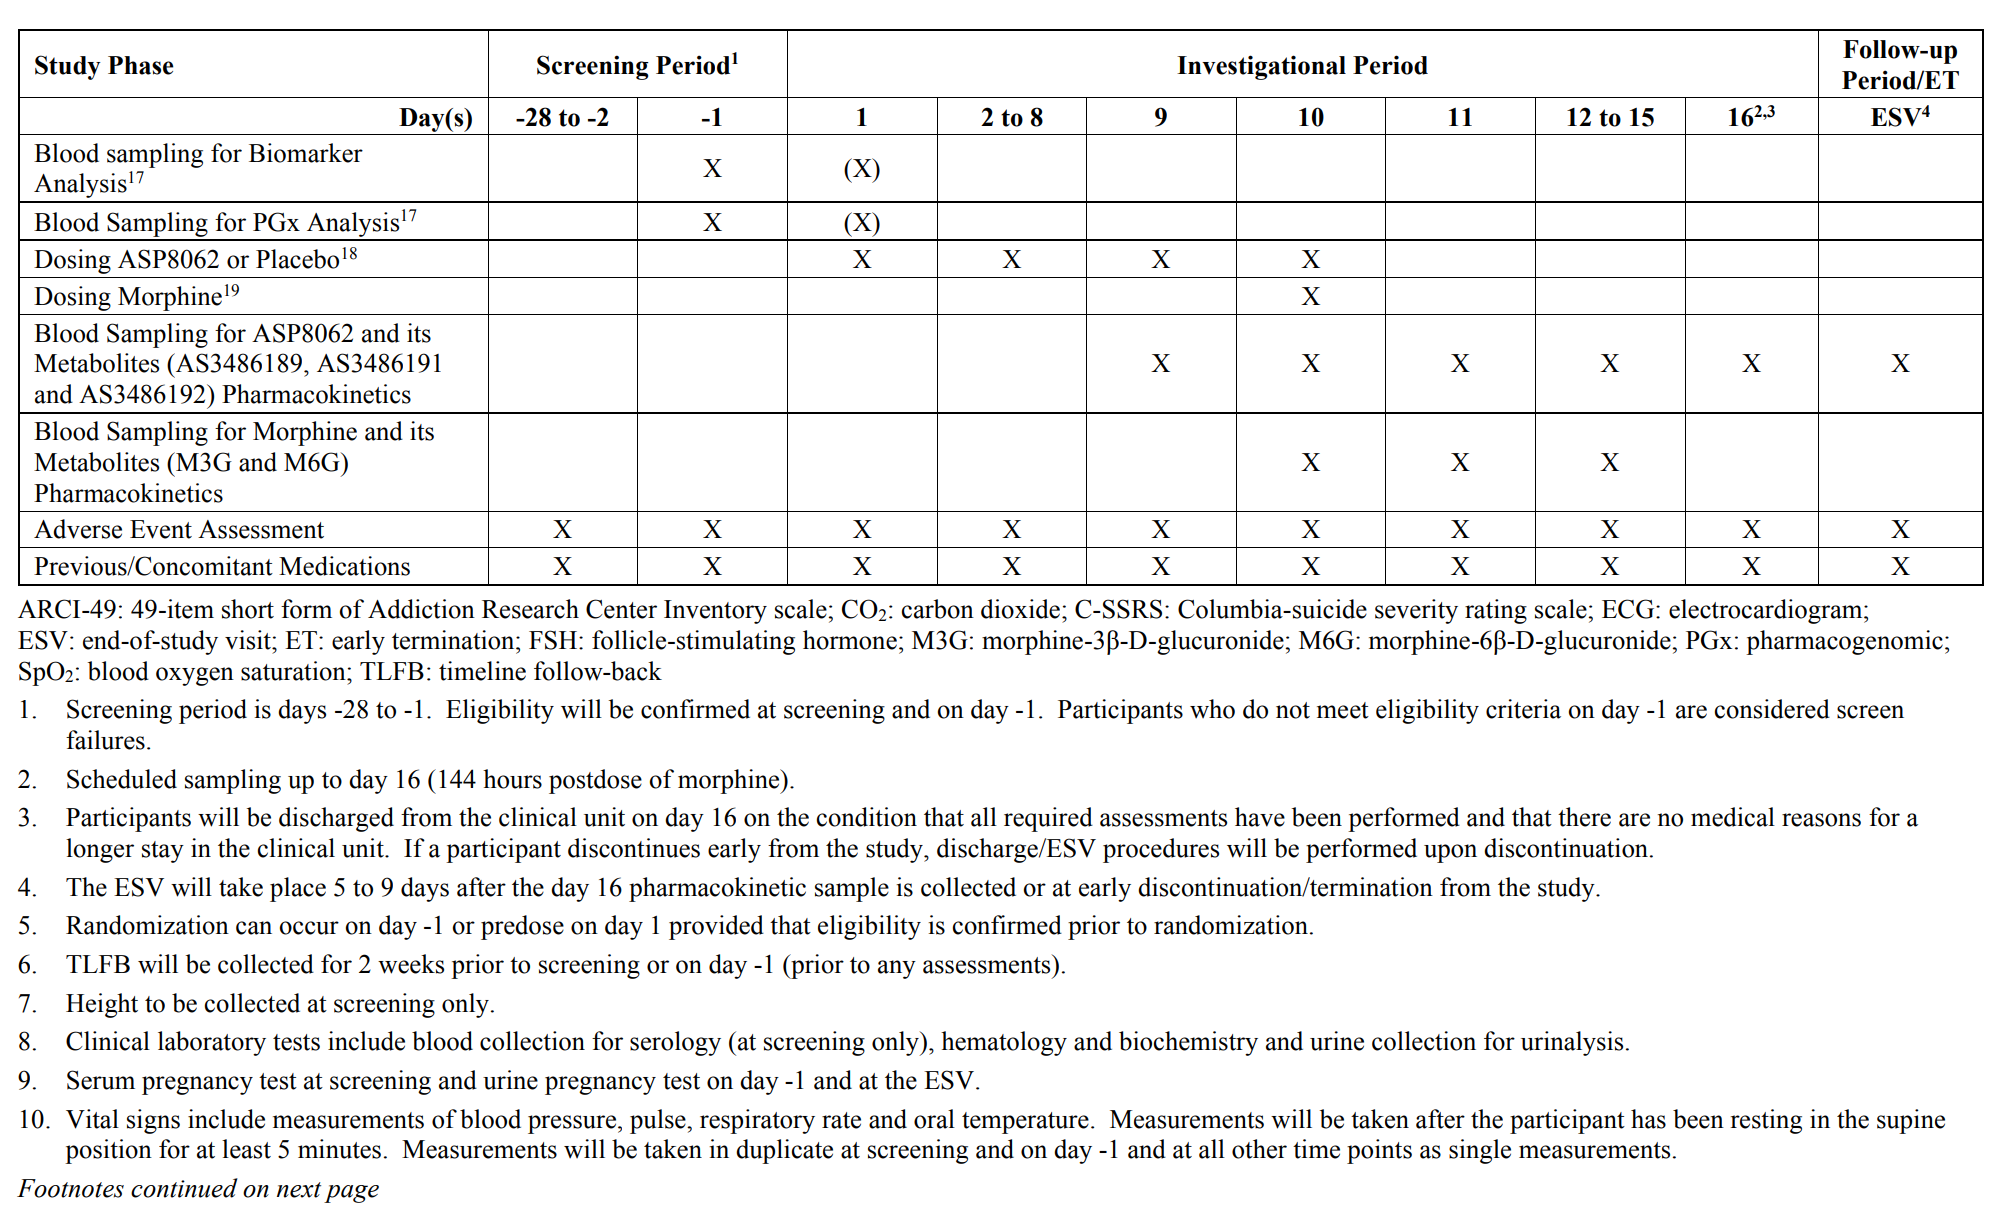 Study Phase Screening Period1 Investigational Period Follow-up Period/ET
Day(s) -28 to -2 -1 1 2 to 8 9 10 11 12 to 15 162,3 ESV4
Blood sampling for Biomarker
Analysis17 X (X)
Blood Sampling for PGx Analysis17 X (X)
Dosing ASP8062 or Placebo18 X X X X
Dosing Morphine19 X
Blood Sampling for ASP8062 and its
Metabolites (AS3486189, AS3486191 X X X X X X
and AS3486192) Pharmacokinetics
Blood Sampling for Morphine and its
Metabolites (M3G and M6G) X X X
Pharmacokinetics
Adverse Event Assessment X X X X X X X X X X
Previous/Concomitant Medications X X X X X X X X X X
ARCI-49: 49-item short form of Addiction Research Center Inventory scale; CO2: carbon dioxide; C-SSRS: Columbia-suicide severity rating scale; ECG: electrocardiogram;
ESV: end-of-study visit; ET: early termination; FSH: follicle-stimulating hormone; M3G: morphine-3β-D-glucuronide; M6G: morphine-6β-D-glucuronide; PGx: pharmacogenomic;
SpO2: blood oxygen saturation; TLFB: timeline follow-back
1. Screening period is days -28 to -1. Eligibility will be confirmed at screening and on day -1. Participants who do not meet eligibility criteria on day -1 are considered screen
failures.
2. Scheduled sampling up to day 16 (144 hours postdose of morphine).
3. Participants will be discharged from the clinical unit on day 16 on the condition that all required assessments have been performed and that there are no medical reasons for a
longer stay in the clinical unit. If a participant discontinues early from the study, discharge/ESV procedures will be performed upon discontinuation.
4. The ESV will take place 5 to 9 days after the day 16 pharmacokinetic sample is collected or at early discontinuation/termination from the study.
5. Randomization can occur on day -1 or predose on day 1 provided that eligibility is confirmed prior to randomization.
6. TLFB will be collected for 2 weeks prior to screening or on day -1 (prior to any assessments).
7. Height to be collected at screening only.
8. Clinical laboratory tests include blood collection for serology (at screening only), hematology and biochemistry and urine collection for urinalysis.
9. Serum pregnancy test at screening and urine pregnancy test on day -1 and at the ESV.
10. Vital signs include measurements of blood pressure, pulse, respiratory rate and oral temperature. Measurements will be taken after the participant has been resting in the supine
position for at least 5 minutes. Measurements will be taken in duplicate at screening and on day -1 and at all other time points as single measurements.
Footnotes continued on next page